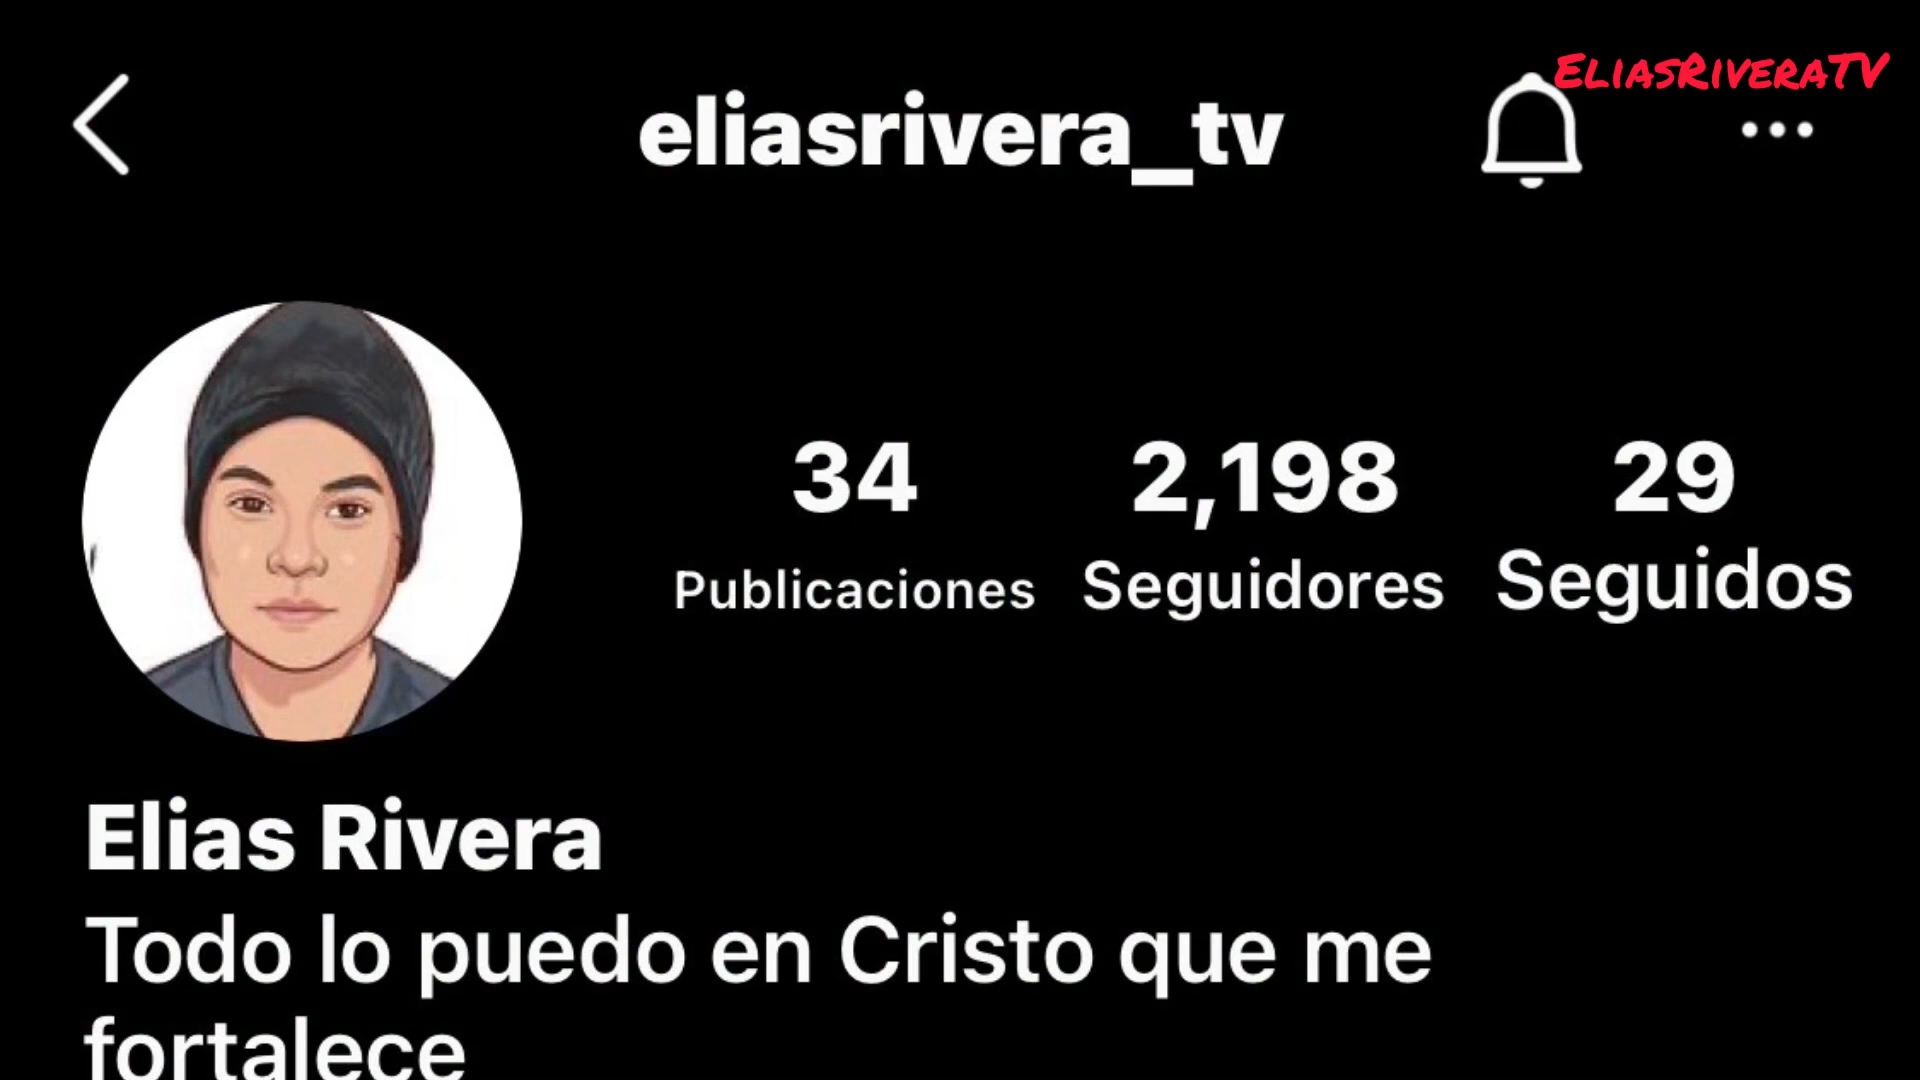 EliasRiveraTV
eliasrivera_tv
34 2,198 29
Publicaciones Seguidores Seguidos
Elias Rivera
Todo lo puedo en Cristo que me
fortalece